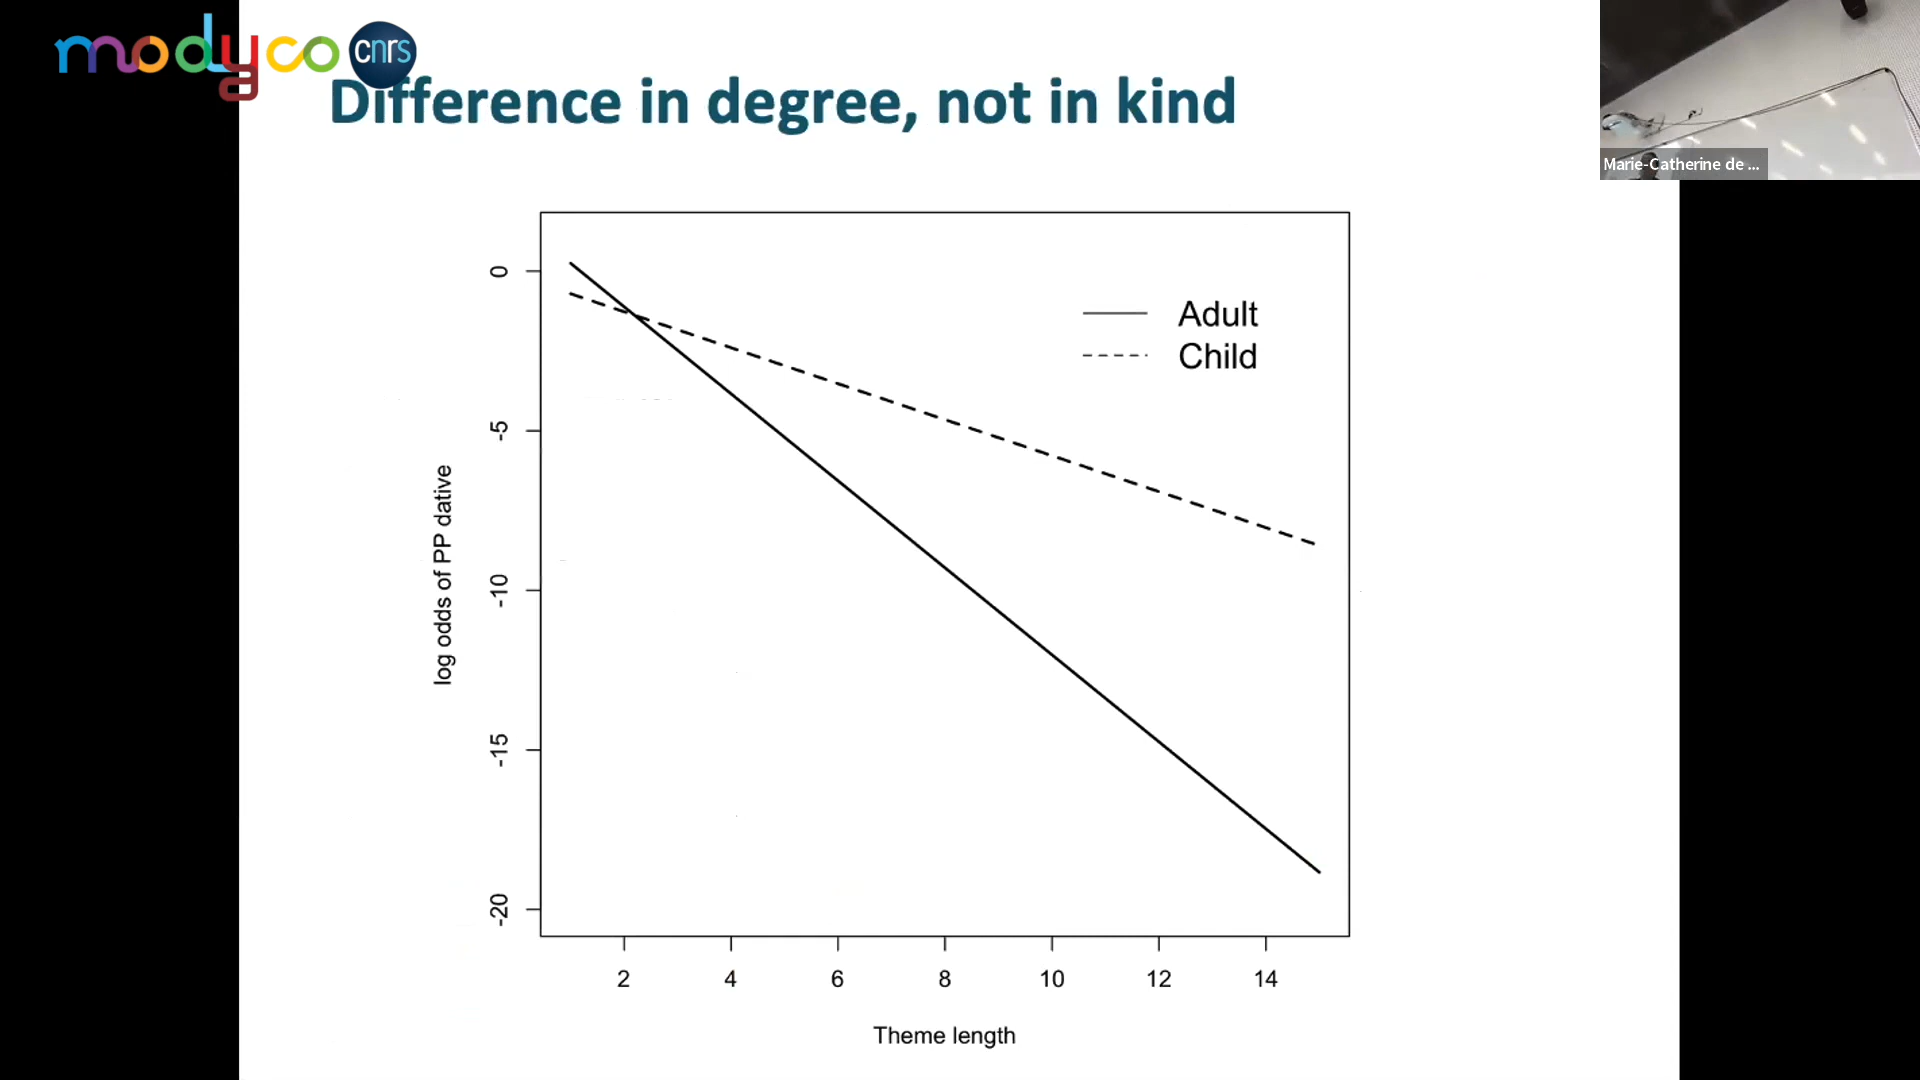 modyco cnrs
Difference in degree, not in kind
Marie-Catherine de ...
Adult
Child
0
-5
-10
-15
-20
log odds of PP dative
2 4 6 8 10 12 14
Theme length